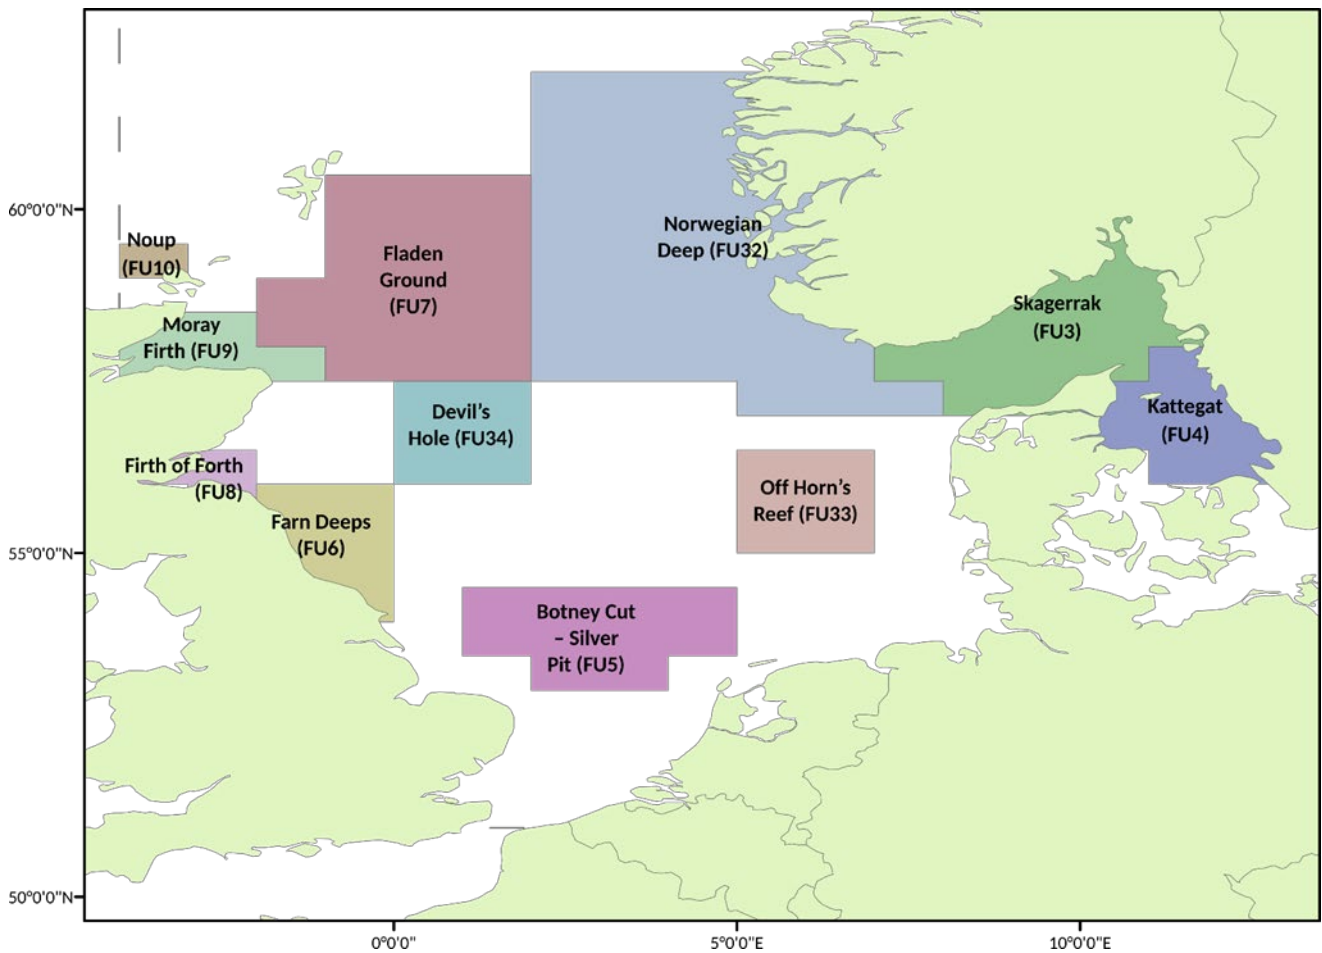 60°0'0"N
Noup
(FU10)
Norwegian
Deep (FU32)
Fladen
Ground
(FU7)
Skagerrak
(FU3)
Moray
Firth (FU9)
Devil's
Hole (FU34)
Kattegat
(FU4)
Firth of Forth
(FU8)
Off Horn's
Reef (FU33)
Farn Deeps
(FU6)
55°0'0"N
Botney Cut
– Silver
Pit (FU5)
50°0'0"N
0°0'0"
5°0'0"E
10°0'0"E